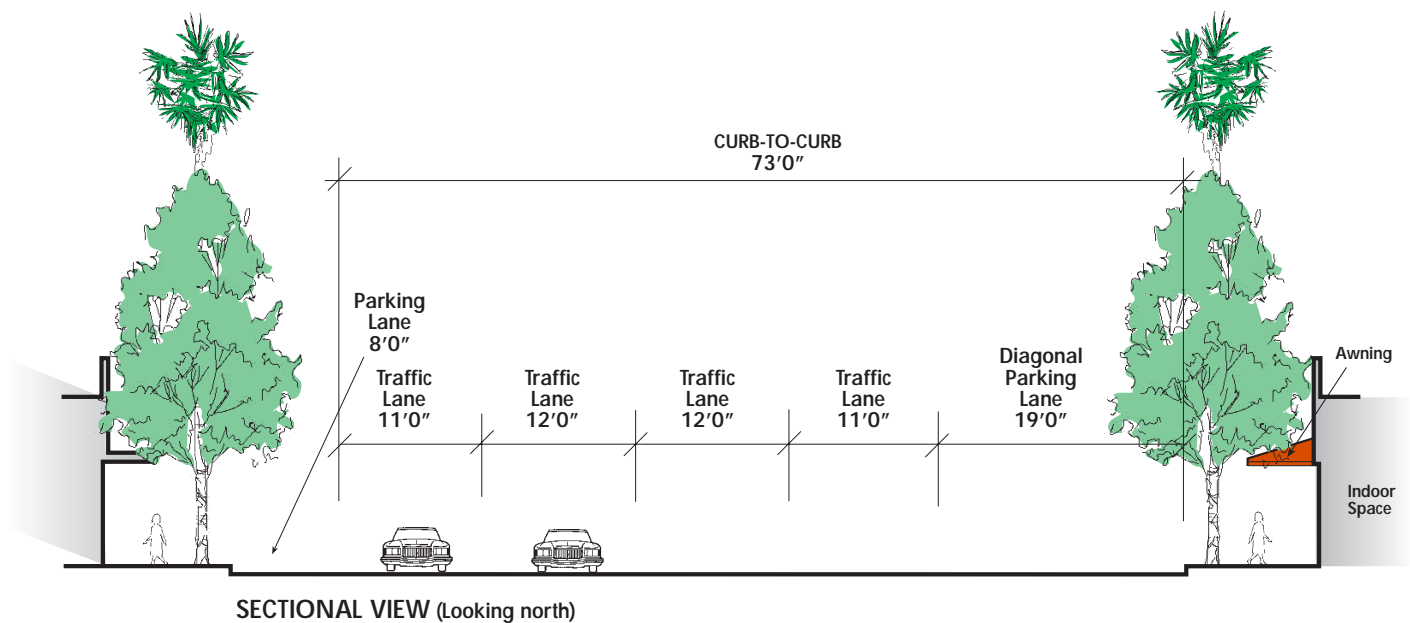 CURB-TO-CURB
73’0”
Parking
Lane
8’0”
Traffic
Lane
11’0”
Traffic
Lane
12’0”
Traffic
Lane
12’0”
Traffic
Lane
11’0”
Diagonal
Parking
Lane
19’0”
Awning
Indoor
Space
SECTIONAL VIEW (Looking north)